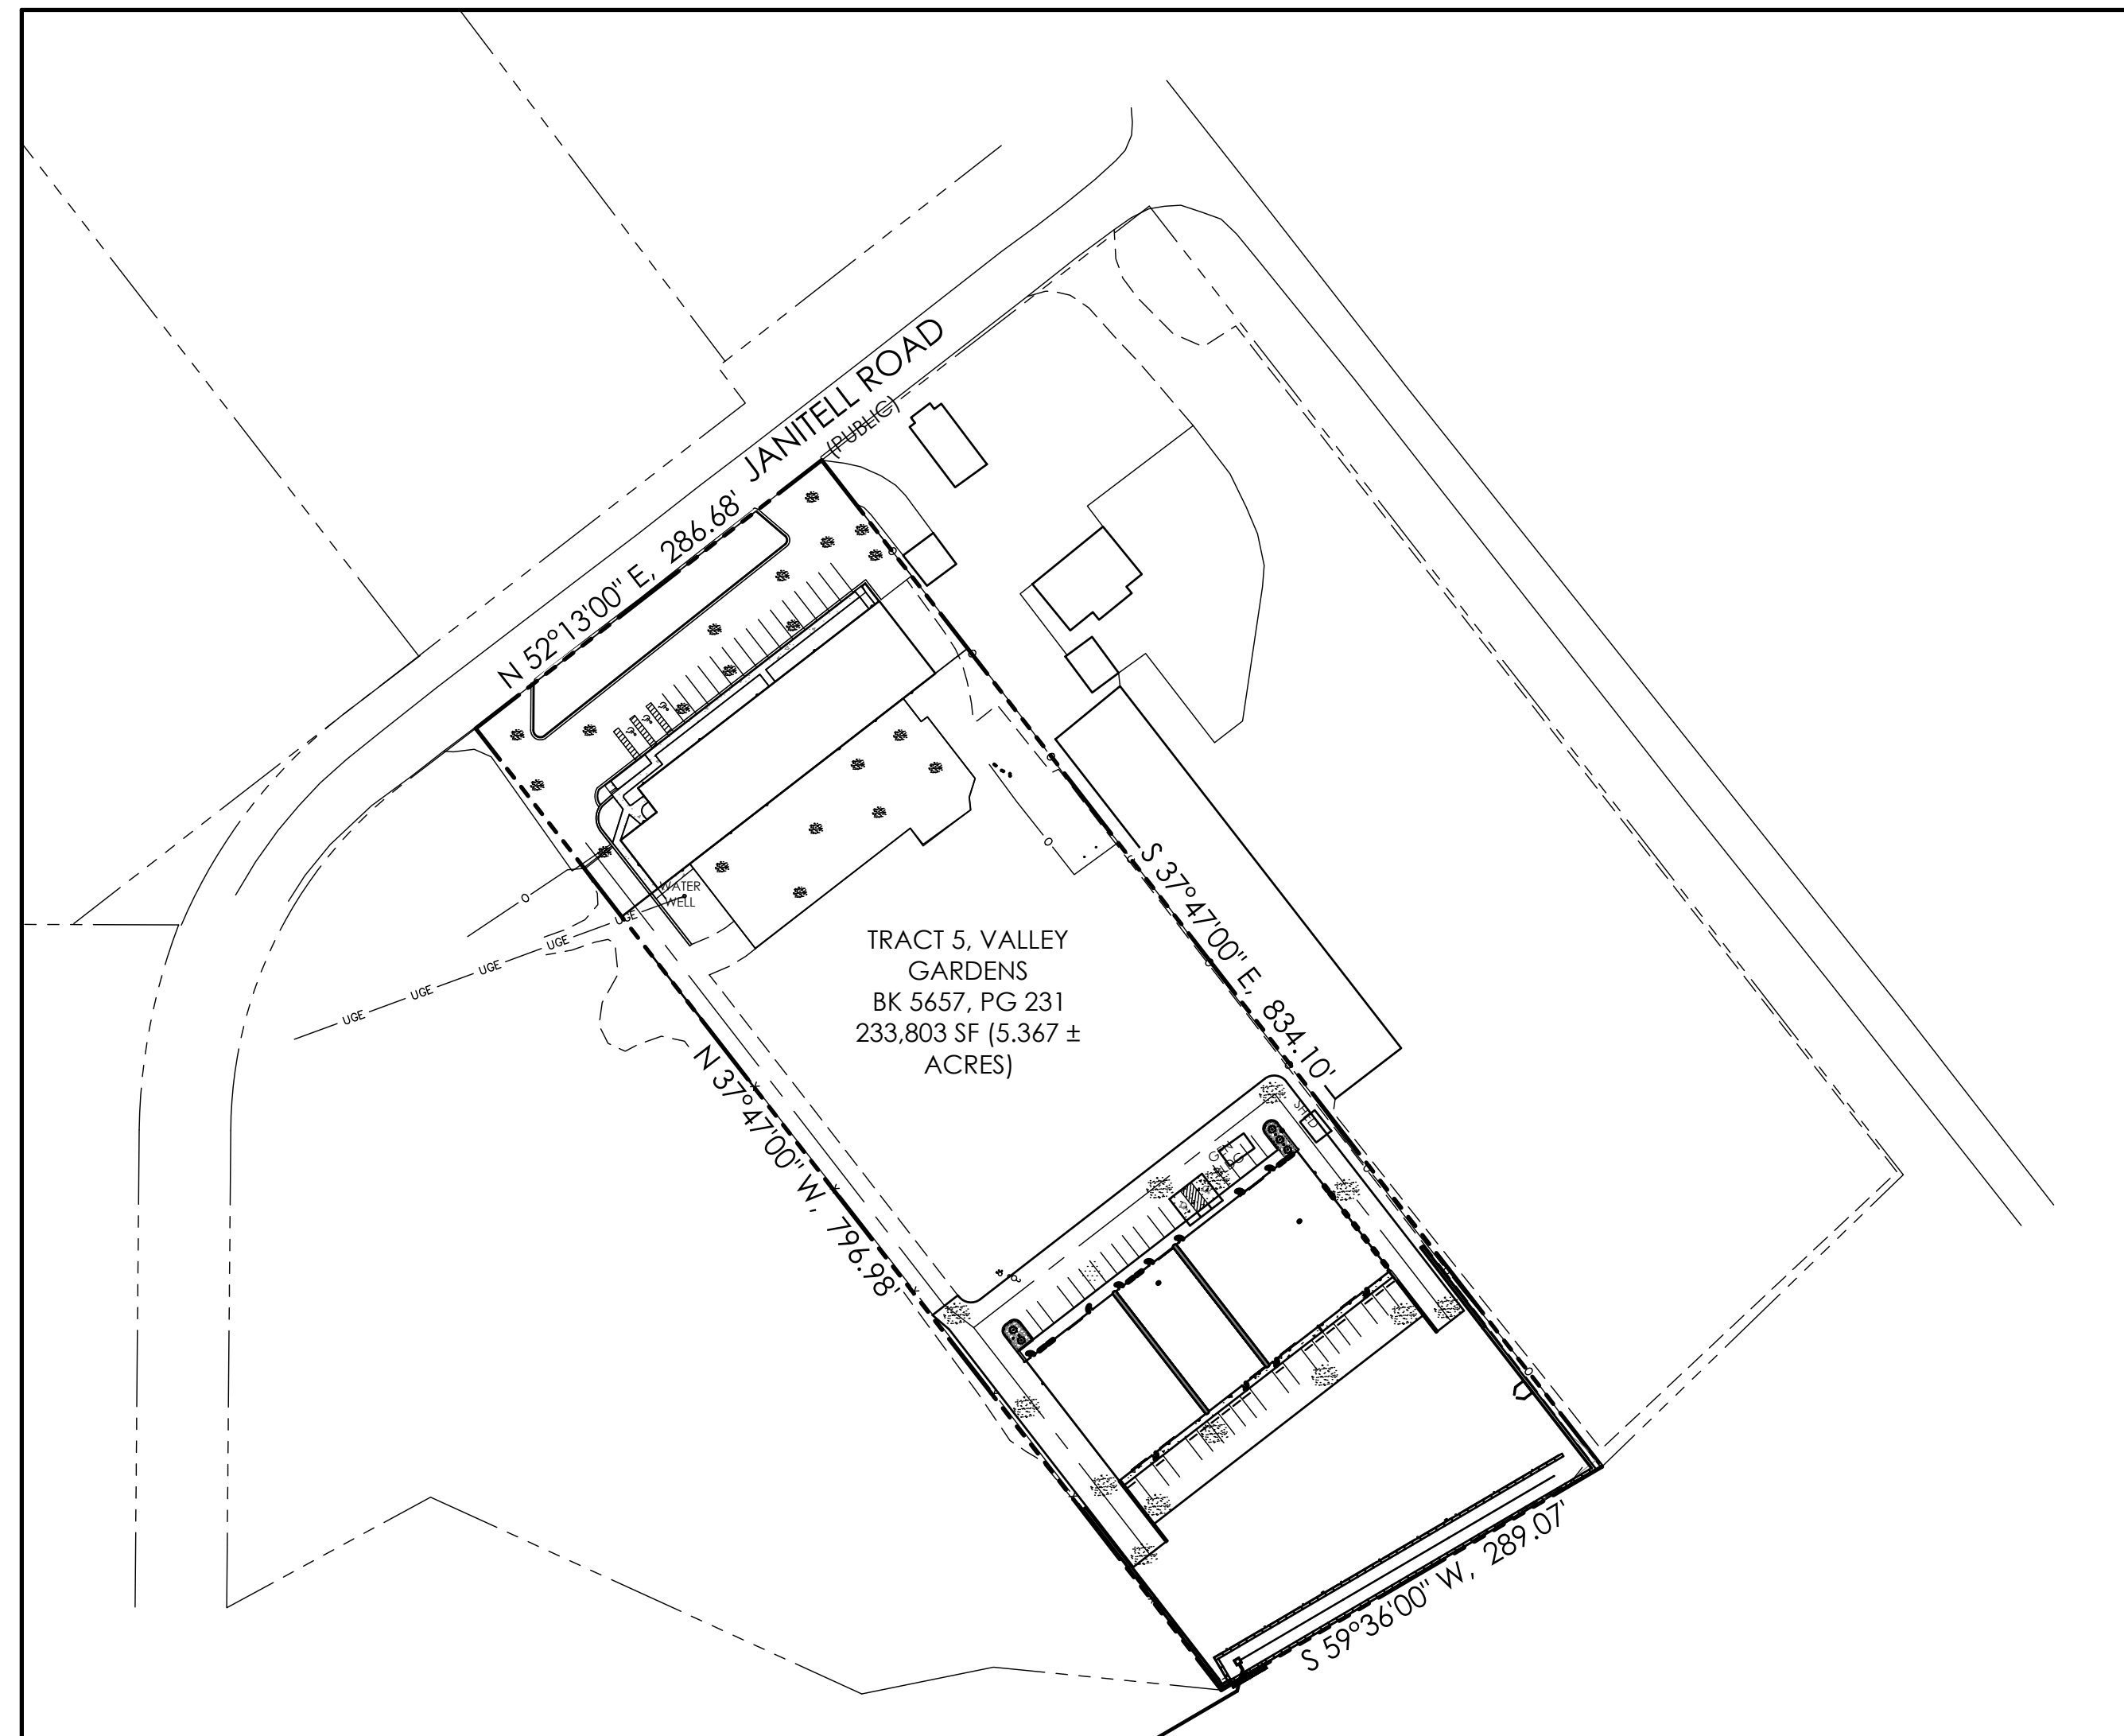 JANITELL ROAD
(PUBLIC)
N 52°13'00" E, 286.68'
WATER
WELL
UGE
UGE
UGE
UGE
UGE
TRACT 5, VALLEY
GARDENS
BK 5657, PG 231
233,803 SF (5.367 ±
ACRES)
S 37°47'00" E, 834.10'
N 37°47'00" W, 796.98'
SHED
S 59°36'00" W, 289.07'